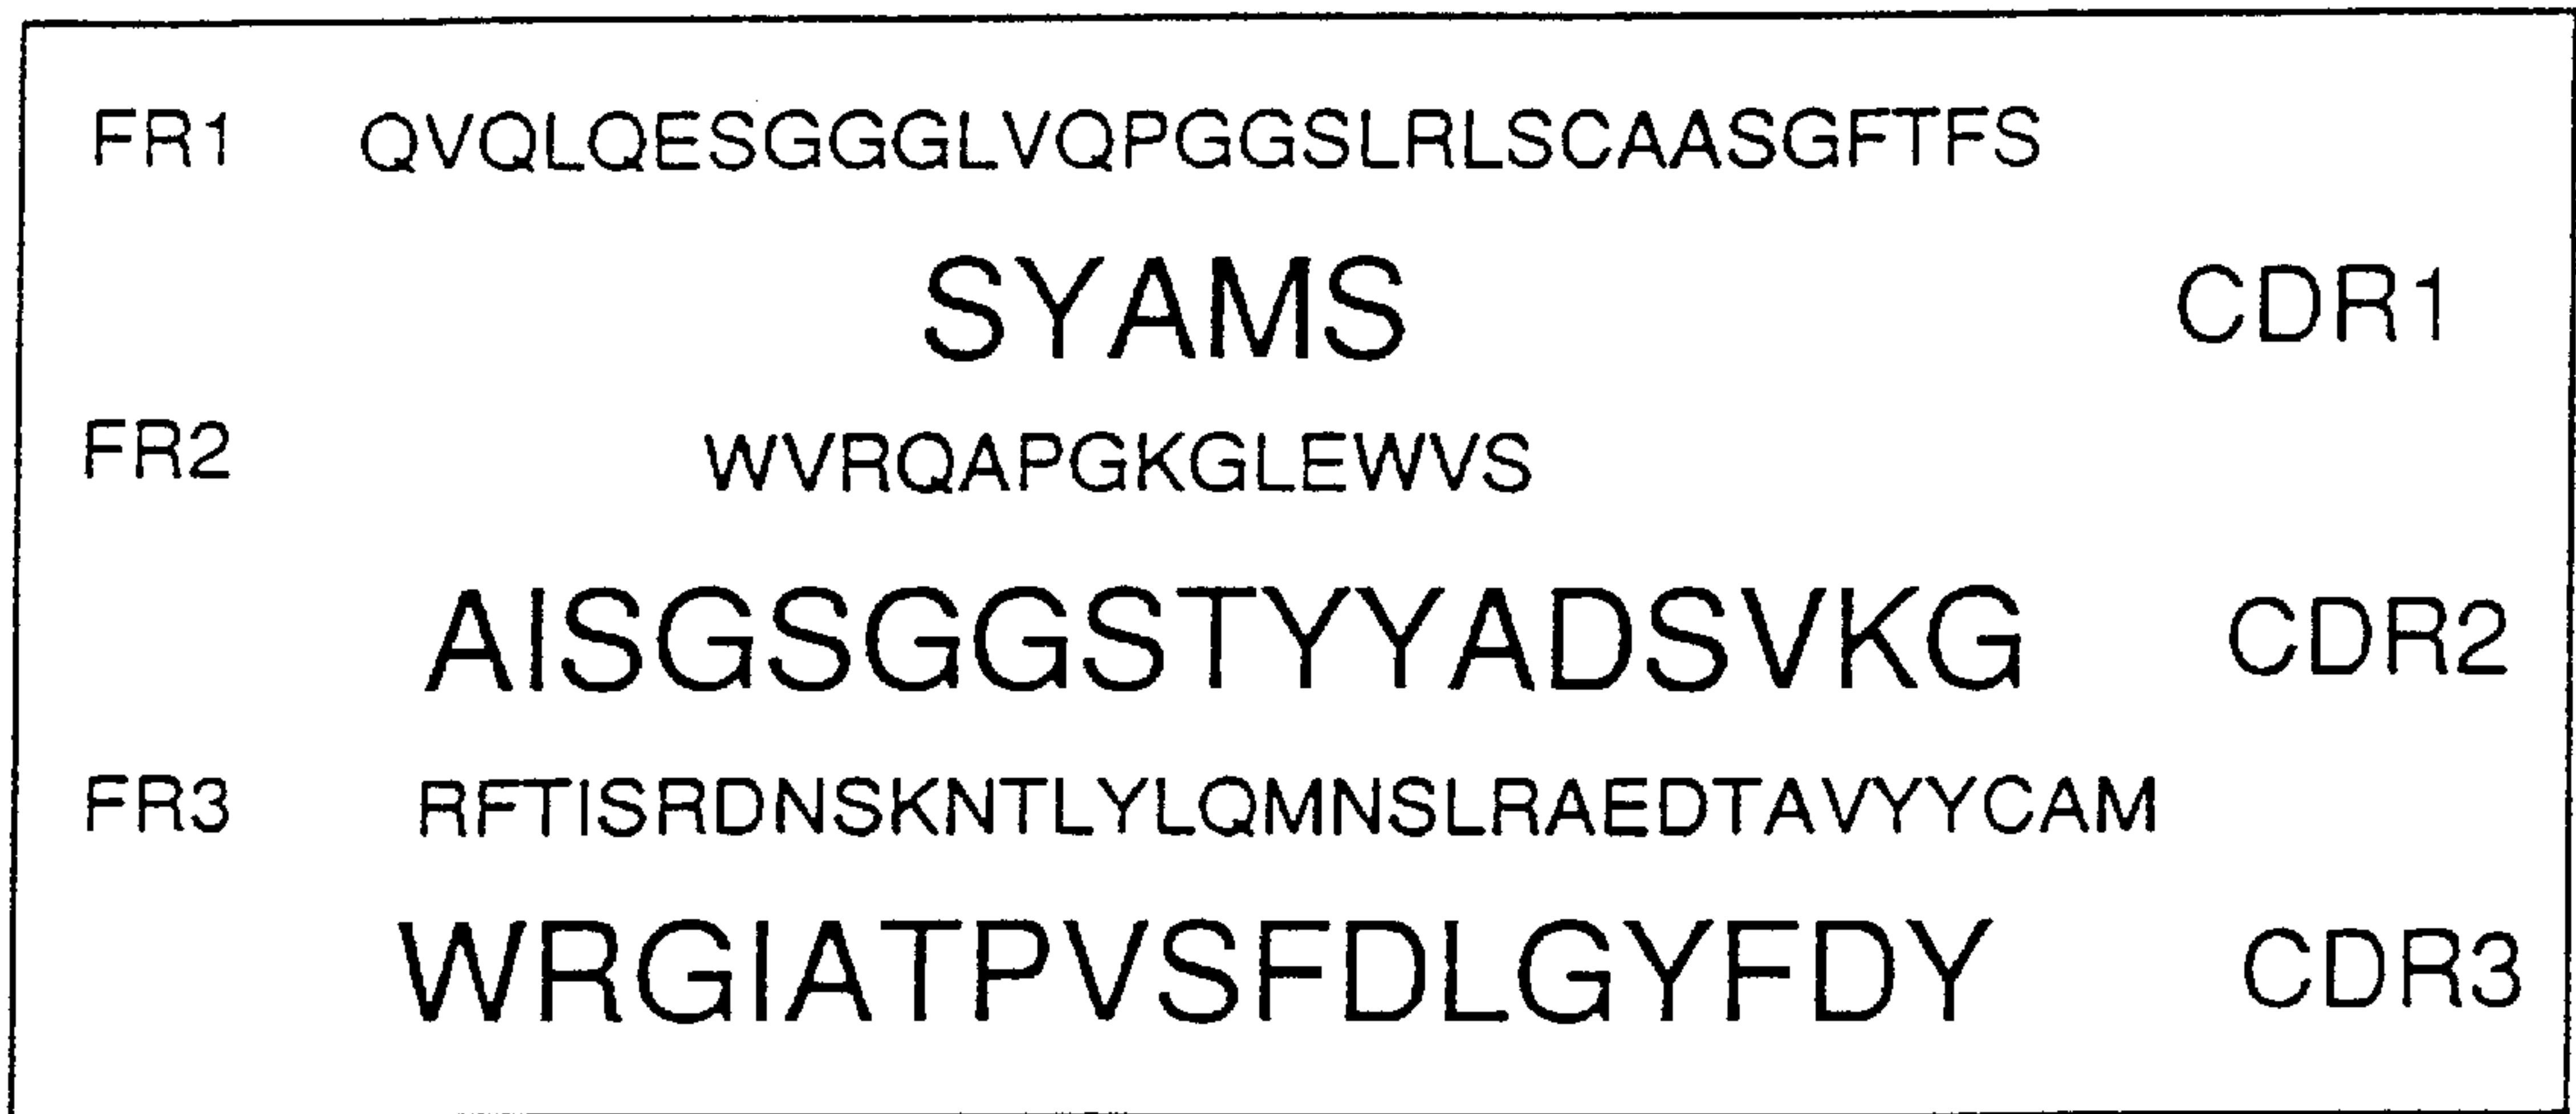 FR1 QVQLQESGGGLVQPGGSLRLSCAASGFTFS
SYAMS CDR1
FR2 WVRQAPGKGLEWVS
AISGSGGSTYYADSVKG CDR2
FR3 RFTISRDNSKNTLYLQMNSLRAEDTAVYYCAM
WRGIATPVSFDLGYFDY CDR3